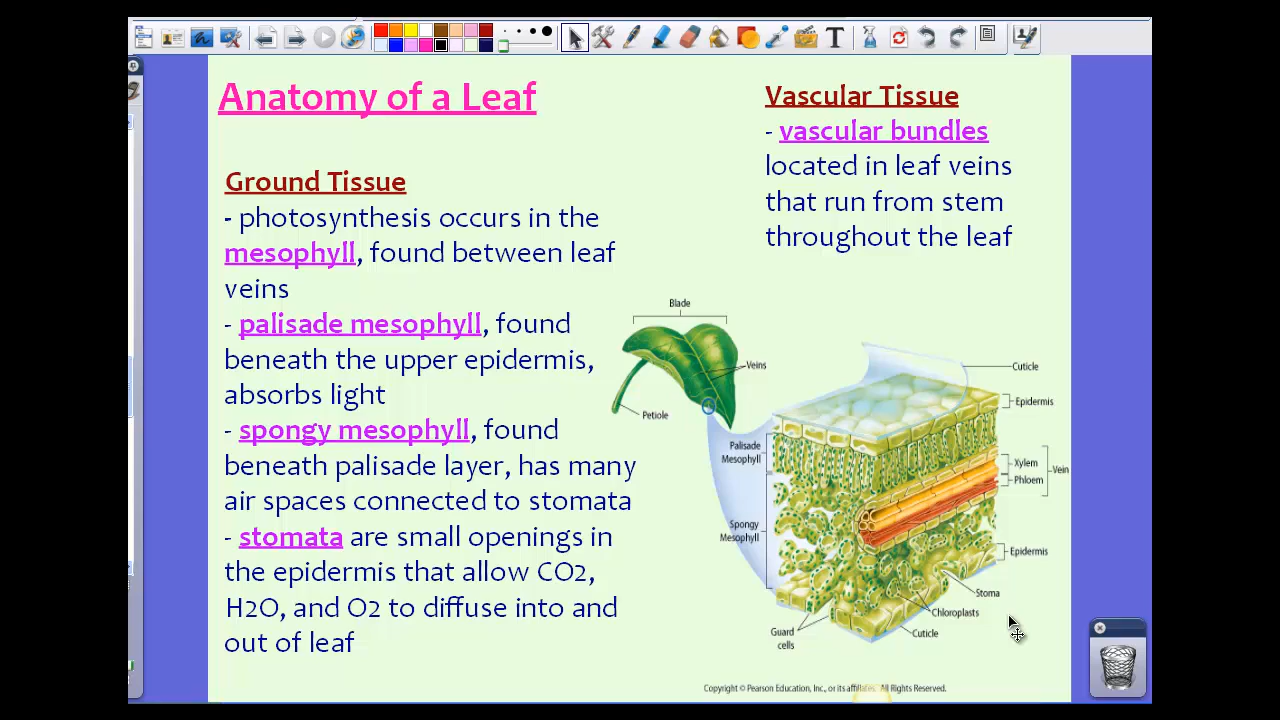 Anatomy of a Leaf
Ground Tissue
- photosynthesis occurs in the
mesophyll, found between leaf
veins
- palisade mesophyll, found
beneath the upper epidermis,
absorbs light
- spongy mesophyll, found
beneath palisade layer, has many
air spaces connected to stomata
- stomata are small openings in
the epidermis that allow CO2,
H2O, and O2 to diffuse into and
out of leaf
Vascular Tissue
- vascular bundles
located in leaf veins
that run from stem
throughout the leaf
Blade
Veins
Petiole
Cuticle
Epidermis
Palisade
Mesophyll
Xylem
Phloem
Vein
Spongy
Mesophyll
Epidermis
Stoma
Chloroplasts
Guard
cells
Cuticle
Copyright © Pearson Education, Inc., or its affiliates. All Rights Reserved.